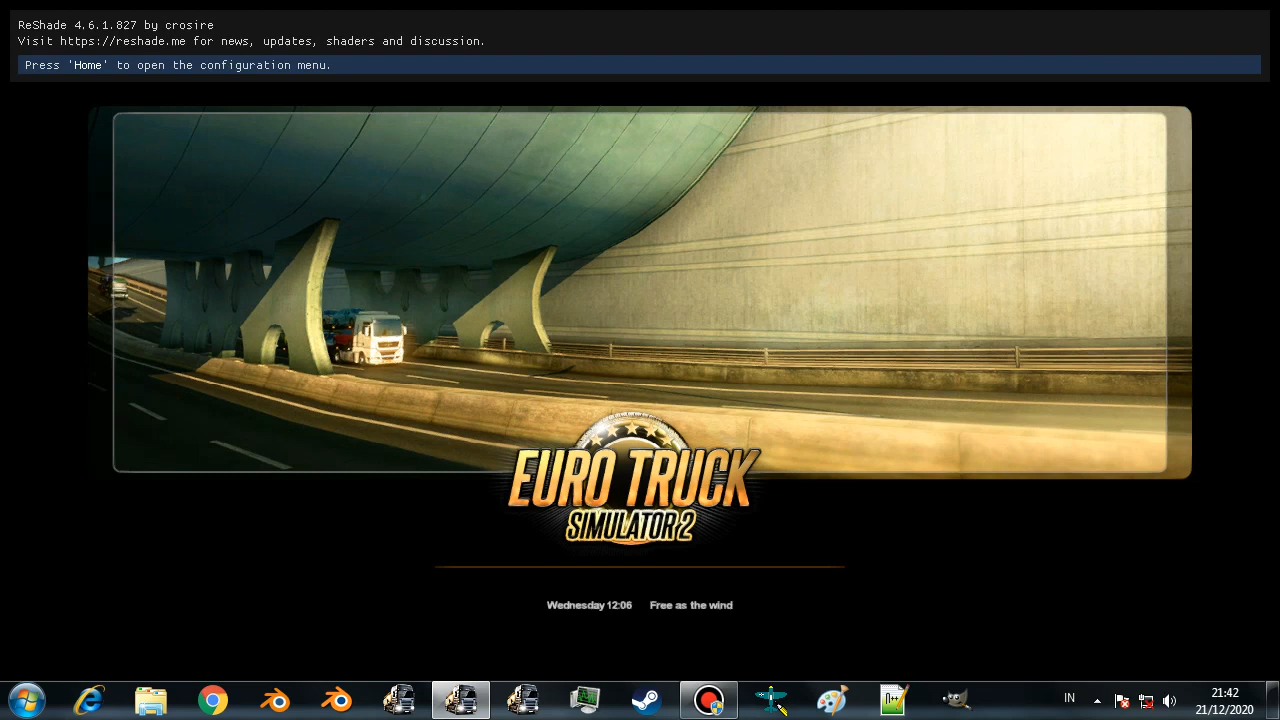 ReShade 4.6.1.827 by crosire
Visit https://reshade.me for news, updates, shaders and discussion.
Press 'Home' to open the configuration menu.
EURO TRUCK
SIMULATOR 2
Wednesday 12:06 Free as the wind
IN
21:42
21/12/2020